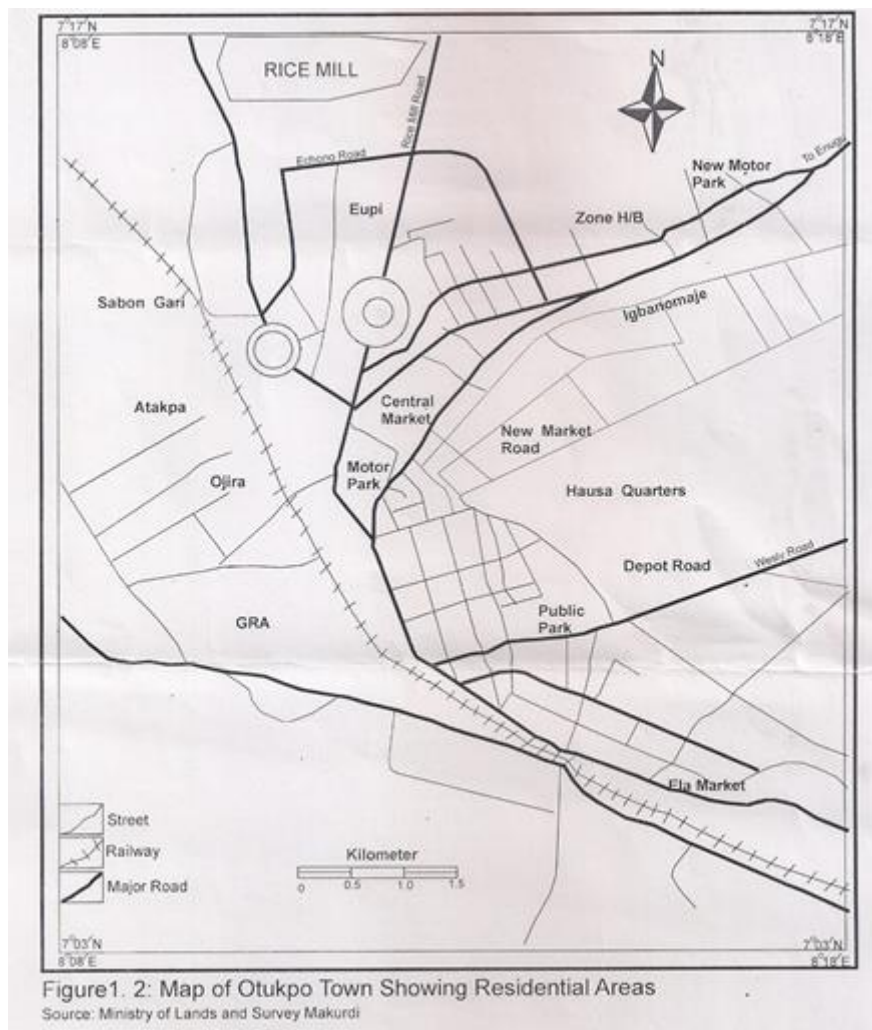 7°17'N
8°08'E
7°17'N
8°18'E
RICE MILL
N
Rice Mill Road
Echono Road
New Motor
Park
To Enugu
Eupi
Zone H/B
Sabon Gari
Igbanomaje
Atakpa
Central
Market
New Market
Road
Motor
Park
Ojira
Hausa Quarters
Depot Road
Wesly Road
GRA
Public
Park
Ela Market
Street
Railway
Major Road
Kilometer
0 0.5 1.0 1.5
7°03'N
8°08'E
7°03'N
8°18'E
Figure1. 2: Map of Otukpo Town Showing Residential Areas
Source: Ministry of Lands and Survey Makurdi